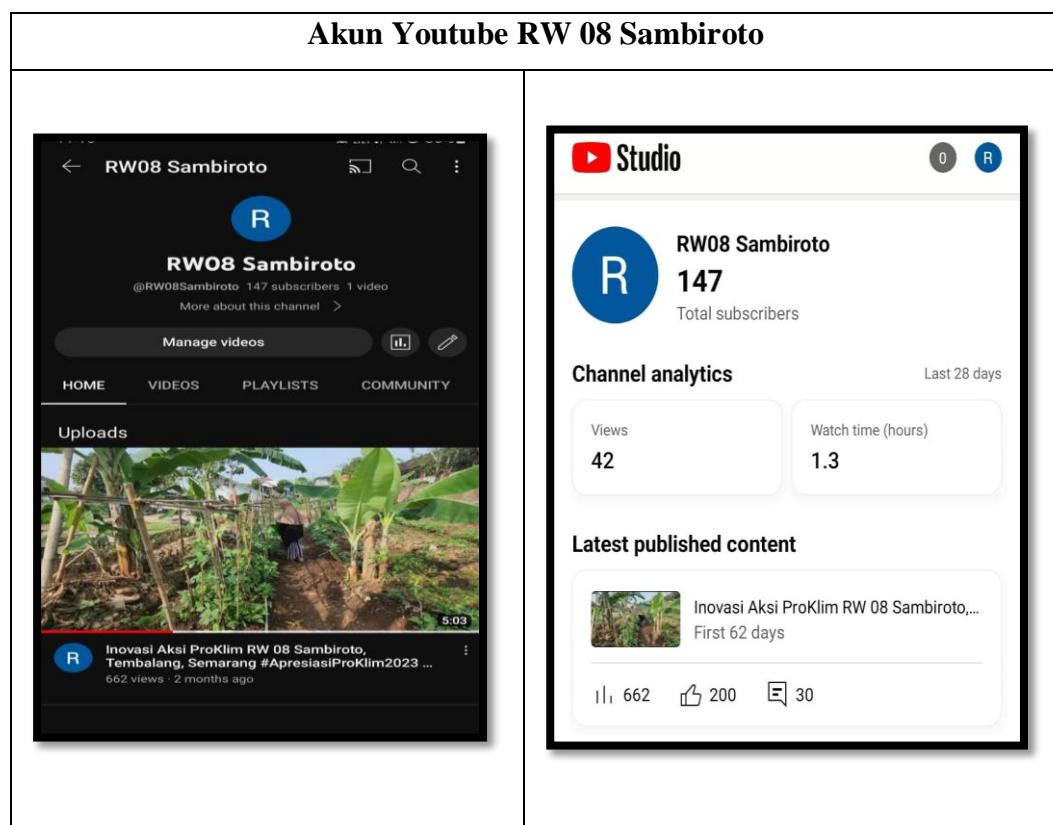 Akun Youtube RW 08 Sambiroto
RW08 Sambiroto
R
RW08 Sambiroto
@RW08Sambiroto 147 subscribers 1 video
More about this channel
Manage videos
HOME VIDEOS PLAYLISTS COMMUNITY
Uploads
5:03
R
Inovasi Aksi ProKlim RW 08 Sambiroto,
Tembalang, Semarang #ApresiasiProKlim2023 ...
662 views · 2 months ago
Studio
0 R
R
RW08 Sambiroto
147
Total subscribers
Channel analytics Last 28 days
Views
42
Watch time (hours)
1.3
Latest published content
Inovasi Aksi ProKlim RW 08 Sambiroto,...
First 62 days
662 200 30